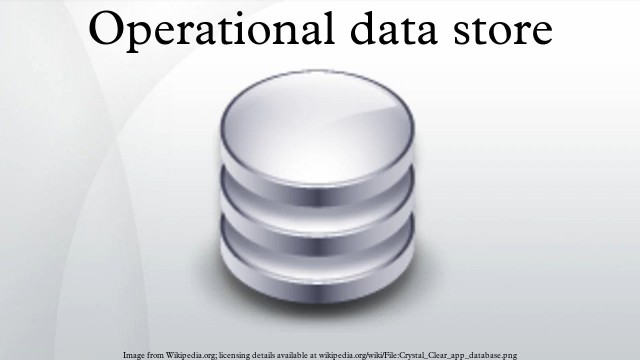 Operational data store
Image from Wikipedia.org; licensing details available at wikipedia.org/wiki/File:Crystal_Clear_app_database.png